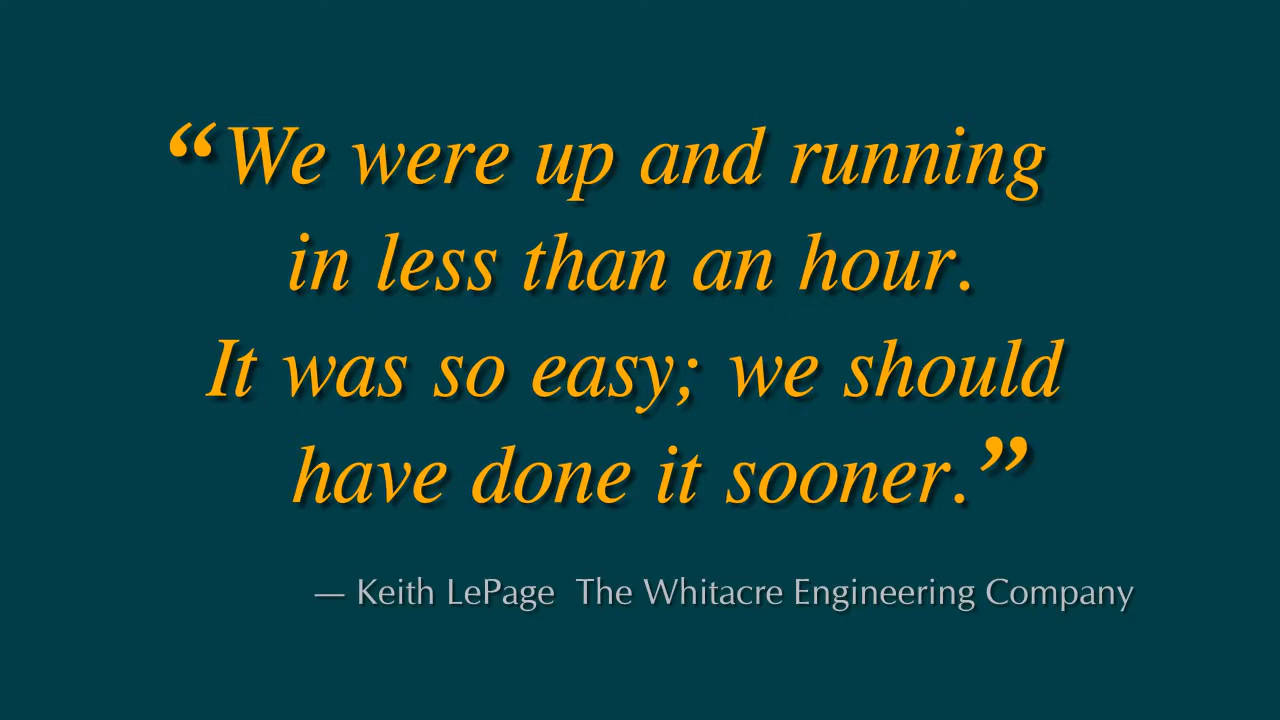 “We were up and running
in less than an hour.
It was so easy; we should
have done it sooner.”
— Keith LePage  The Whitacre Engineering Company